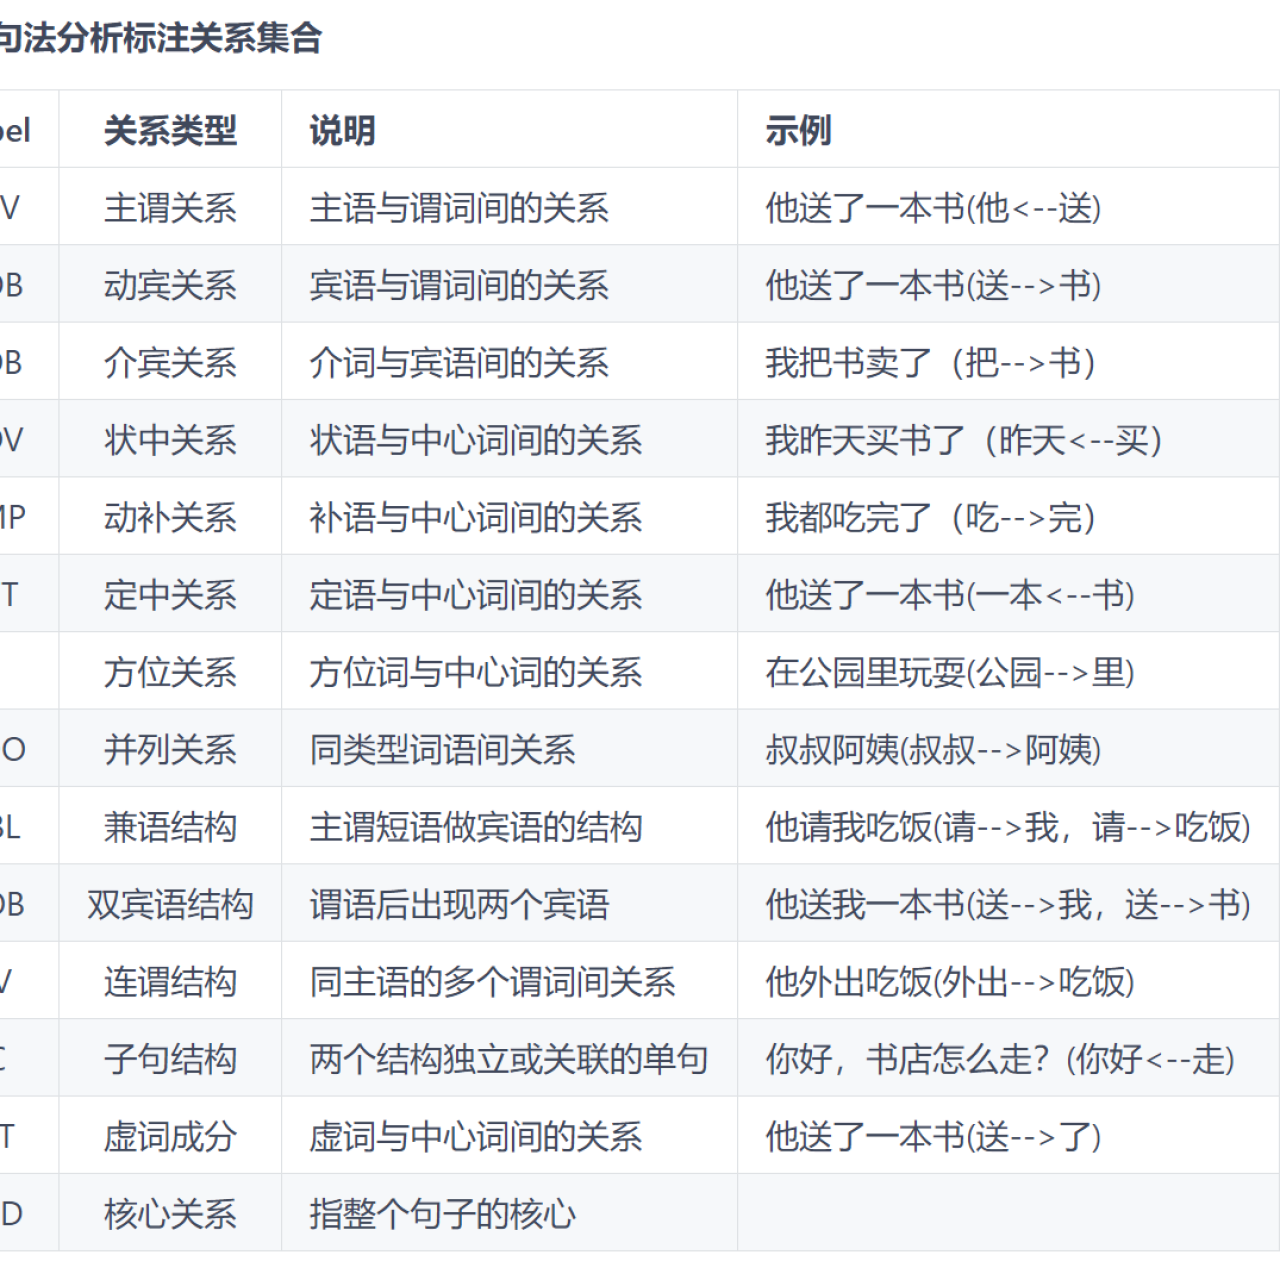 句法分析标注关系集合
关系类型 说明 示例
V 主谓关系 主语与谓词间的关系 他送了一本书(他<--送)
OB 动宾关系 宾语与谓词间的关系 他送了一本书(送-->书)
OB 介宾关系 介词与宾语间的关系 我把书卖了（把-->书）
V 状中关系 状语与中心词间的关系 我昨天买书了（昨天<--买）
MP 动补关系 补语与中心词间的关系 我都吃完了（吃-->完）
T 定中关系 定语与中心词间的关系 他送了一本书(一本<--书)
方位关系 方位词与中心词的关系 在公园里玩耍(公园-->里)
O 并列关系 同类型词语间关系 叔叔阿姨(叔叔-->阿姨)
BL 兼语结构 主谓短语做宾语的结构 他请我吃饭(请-->我，请-->吃饭)
OB 双宾语结构 谓语后出现两个宾语 他送我一本书(送-->我，送-->书)
V 连谓结构 同主语的多个谓词间关系 他外出吃饭(外出-->吃饭)
C 子句结构 两个结构独立或关联的单句 你好，书店怎么走？(你好<--走)
T 虚词成分 虚词与中心词间的关系 他送了一本书(送-->了)
D 核心关系 指整个句子的核心